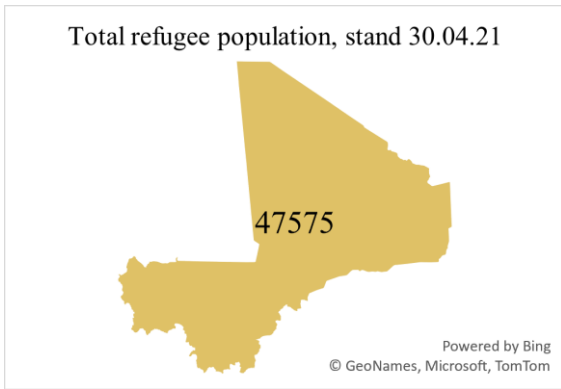 Total refugee population, stand 30.04.21
47575
Powered by Bing
© GeoNames, Microsoft, TomTom